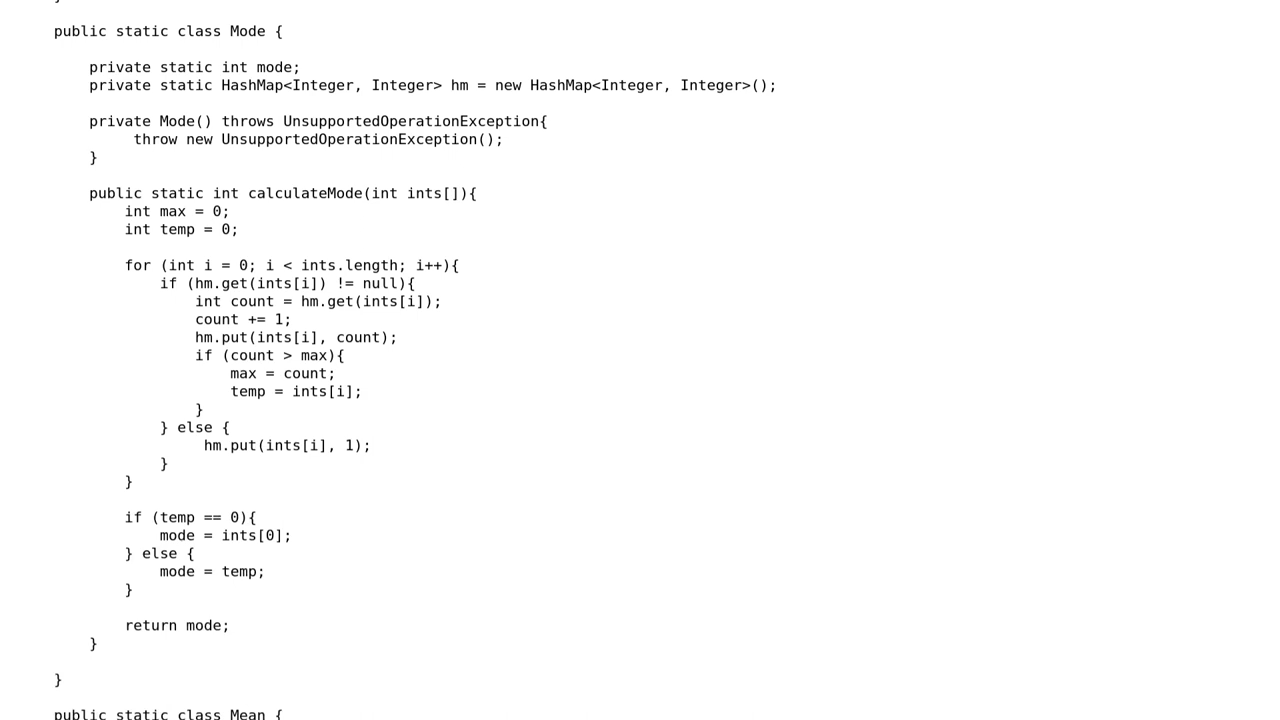 }
public static class Mode {
private static int mode;
private static HashMap<Integer, Integer> hm = new HashMap<Integer, Integer>();
private Mode() throws UnsupportedOperationException{
throw new UnsupportedOperationException();
}
public static int calculateMode(int ints[]){
int max = 0;
int temp = 0;
for (int i = 0; i < ints.length; i++){
if (hm.get(ints[i]) != null){
int count = hm.get(ints[i]);
count += 1;
hm.put(ints[i], count);
if (count > max){
max = count;
temp = ints[i];
}
} else {
hm.put(ints[i], 1);
}
}
if (temp == 0){
mode = ints[0];
} else {
mode = temp;
}
return mode;
}
}
public static class Mean {